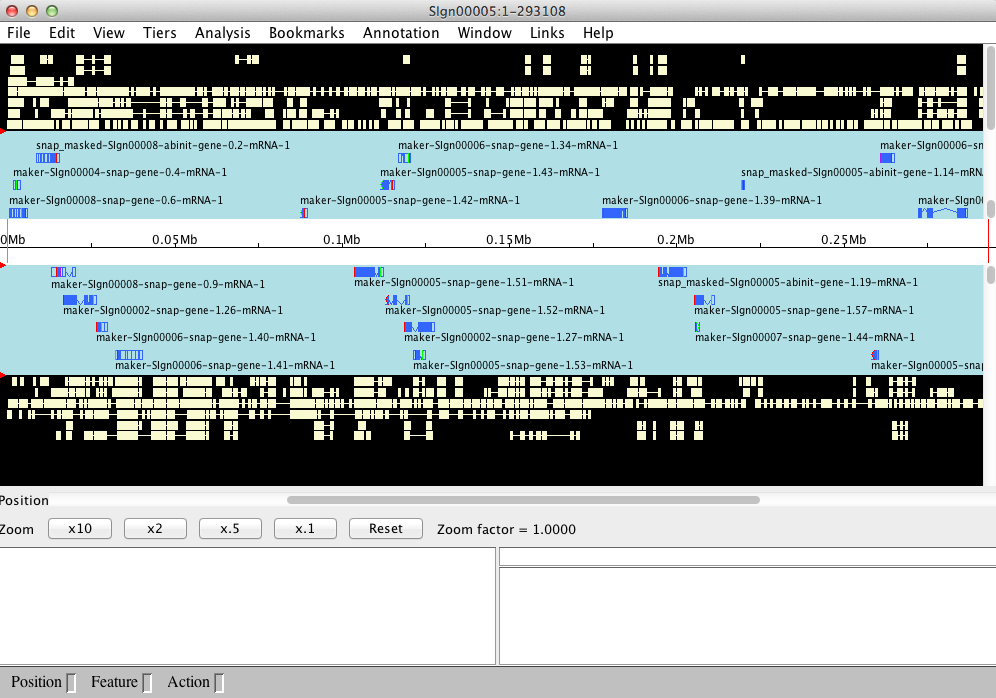 SIgn00005:1-293108
File Edit View Tiers Analysis Bookmarks Annotation Window Links Help
snap_masked-SIgn00008-abinit-gene-0.2-mRNA-1 maker-SIgn00006-snap-gene-1.34-mRNA-1 maker-SIgn00006-sn
maker-SIgn00004-snap-gene-0.4-mRNA-1 maker-SIgn00005-snap-gene-1.43-mRNA-1 snap_masked-SIgn00005-abinit-gene-1.14-mRN
maker-SIgn00008-snap-gene-0.6-mRNA-1 maker-SIgn00005-snap-gene-1.42-mRNA-1 maker-SIgn00006-snap-gene-1.39-mRNA-1 maker-SIgn0
0Mb 0.05Mb 0.1Mb 0.15Mb 0.2Mb 0.25Mb
maker-SIgn00008-snap-gene-0.9-mRNA-1 maker-SIgn00005-snap-gene-1.51-mRNA-1 snap_masked-SIgn00005-abinit-gene-1.19-mRNA-1
maker-SIgn00002-snap-gene-1.26-mRNA-1 maker-SIgn00005-snap-gene-1.52-mRNA-1 maker-SIgn00005-snap-gene-1.57-mRNA-1
maker-SIgn00006-snap-gene-1.40-mRNA-1 maker-SIgn00002-snap-gene-1.27-mRNA-1 maker-SIgn00007-snap-gene-1.44-mRNA-1
maker-SIgn00006-snap-gene-1.41-mRNA-1 maker-SIgn00005-snap-gene-1.53-mRNA-1 maker-SIgn00005-snap
Position
Zoom x10 x2 x.5 x.1 Reset Zoom factor = 1.0000
Position Feature Action